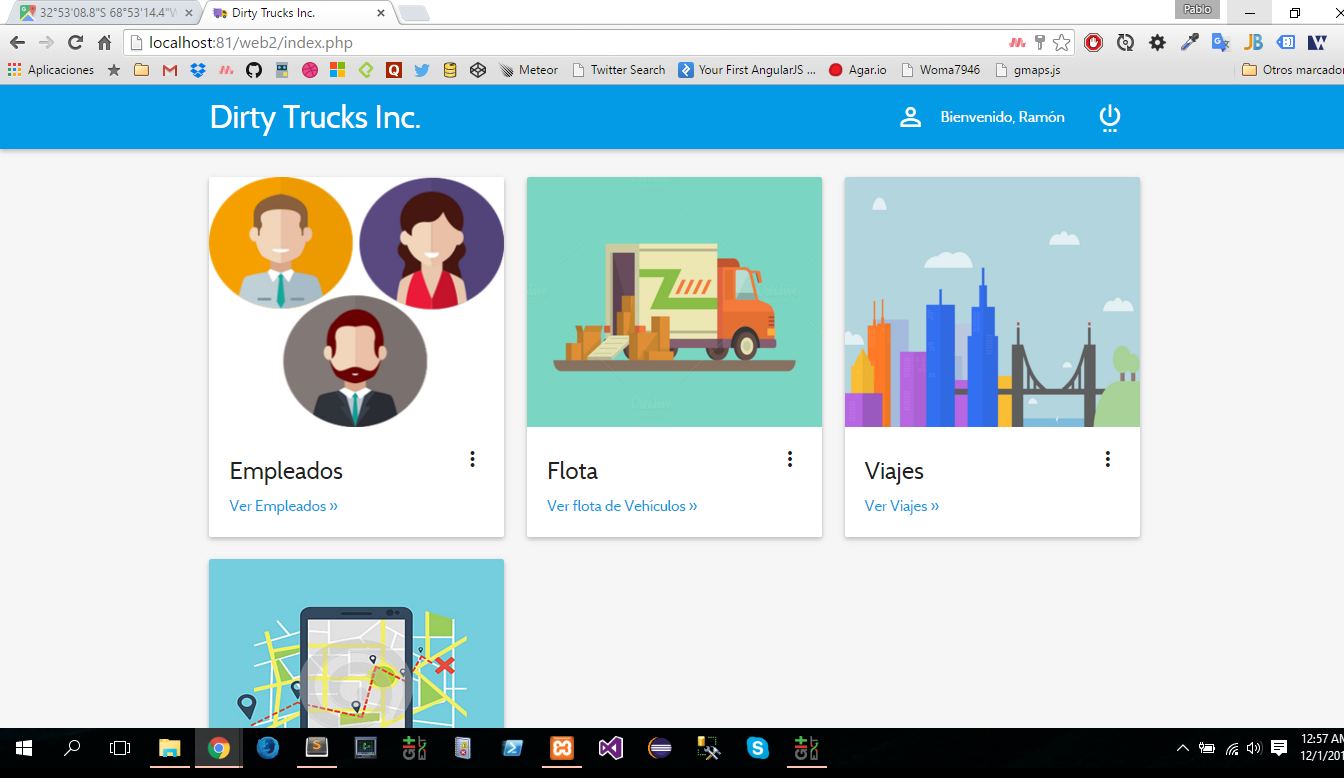 32°53'08.8"S 68°53'14.4"W
Dirty Trucks Inc.
Pablo
localhost:81/web2/index.php
Aplicaciones
Meteor
Twitter Search
Your First AngularJS ...
Agar.io
Woma7946
gmaps.js
Otros marcador
Dirty Trucks Inc.
Bienvenido, Ramón
Empleados
Flota
Viajes
Ver Empleados »
Ver flota de Vehículos »
Ver Viajes »
12:57 AM
12/1/201